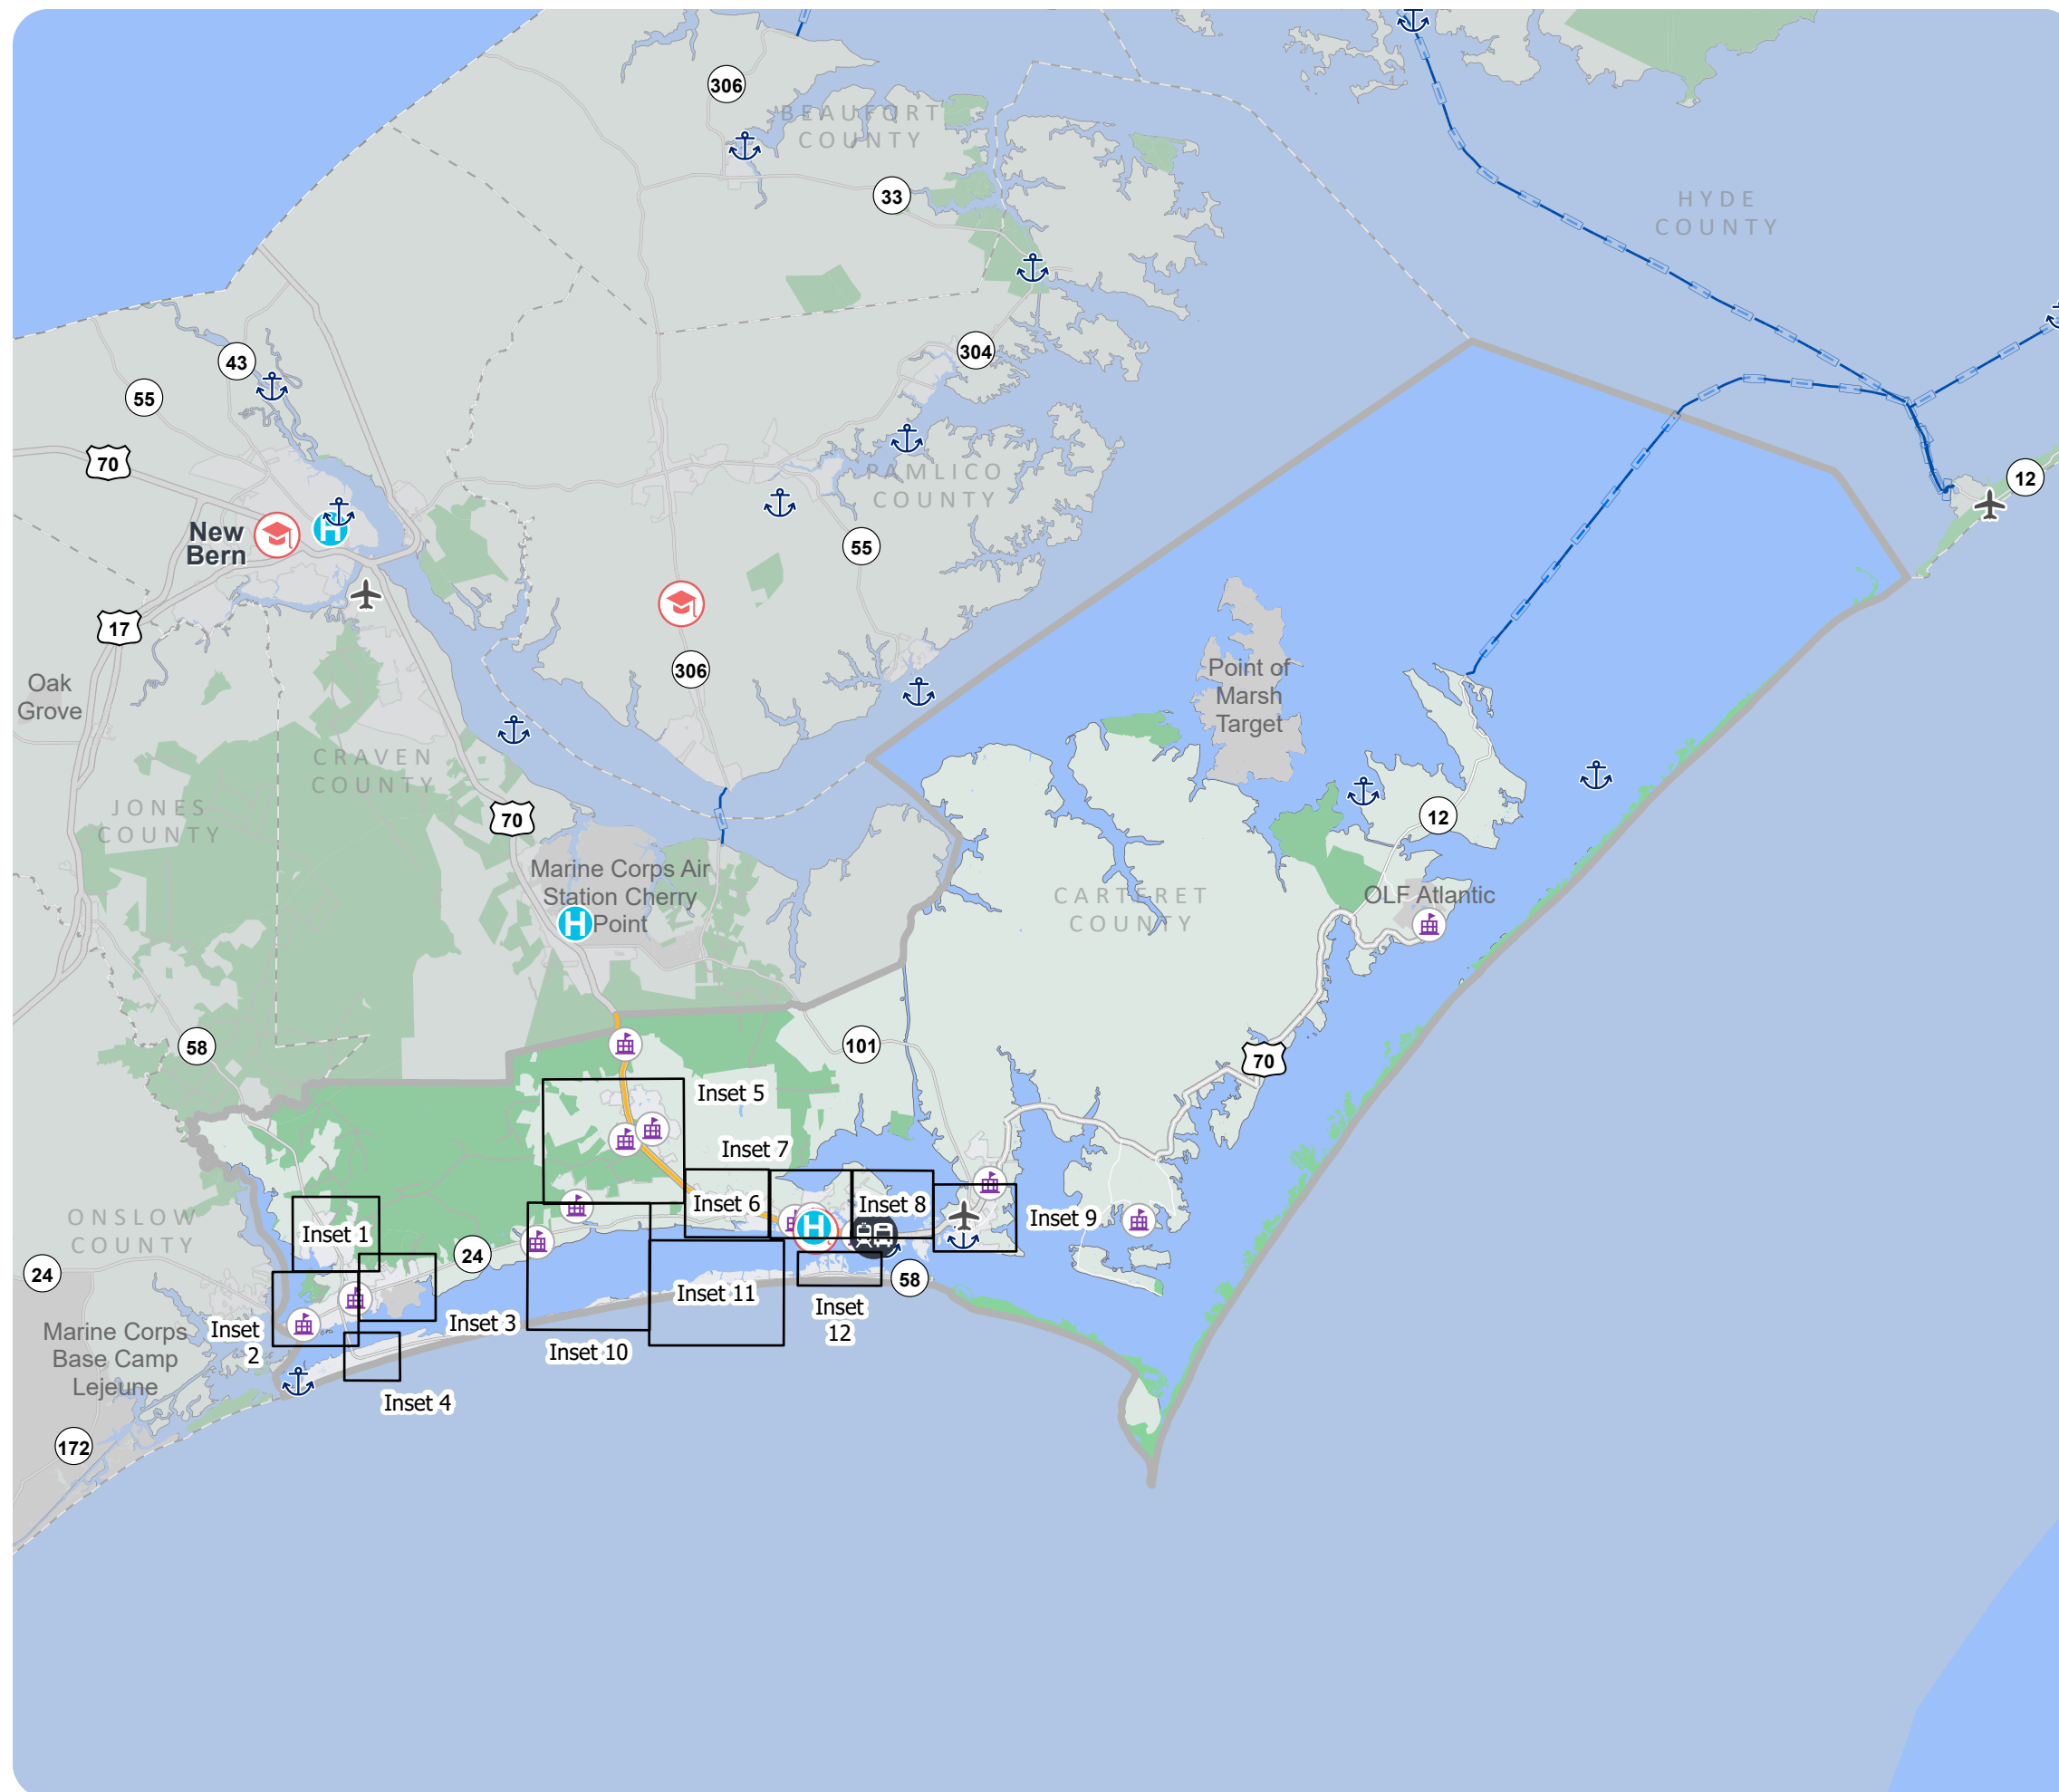 306
BEAUFORT
COUNTY
33
HYDE
COUNTY
304
43
55
70
12
PAMLICO
COUNTY
New
Bern
H
55
17
306
Oak
Grove
Point of
Marsh
Target
CRAVEN
COUNTY
JONES
COUNTY
70
12
Marine Corps Air
Station Cherry
Point
H
CARTERET
COUNTY
OLF Atlantic
58
101
70
Inset 5
Inset 7
Inset 6
Inset 8
Inset 9
H
ONSLOW
COUNTY
Inset 1
24
24
58
Inset 11
Inset
12
Inset
2
Inset 3
Marine Corps
Base Camp
Lejeune
Inset 10
Inset 4
172